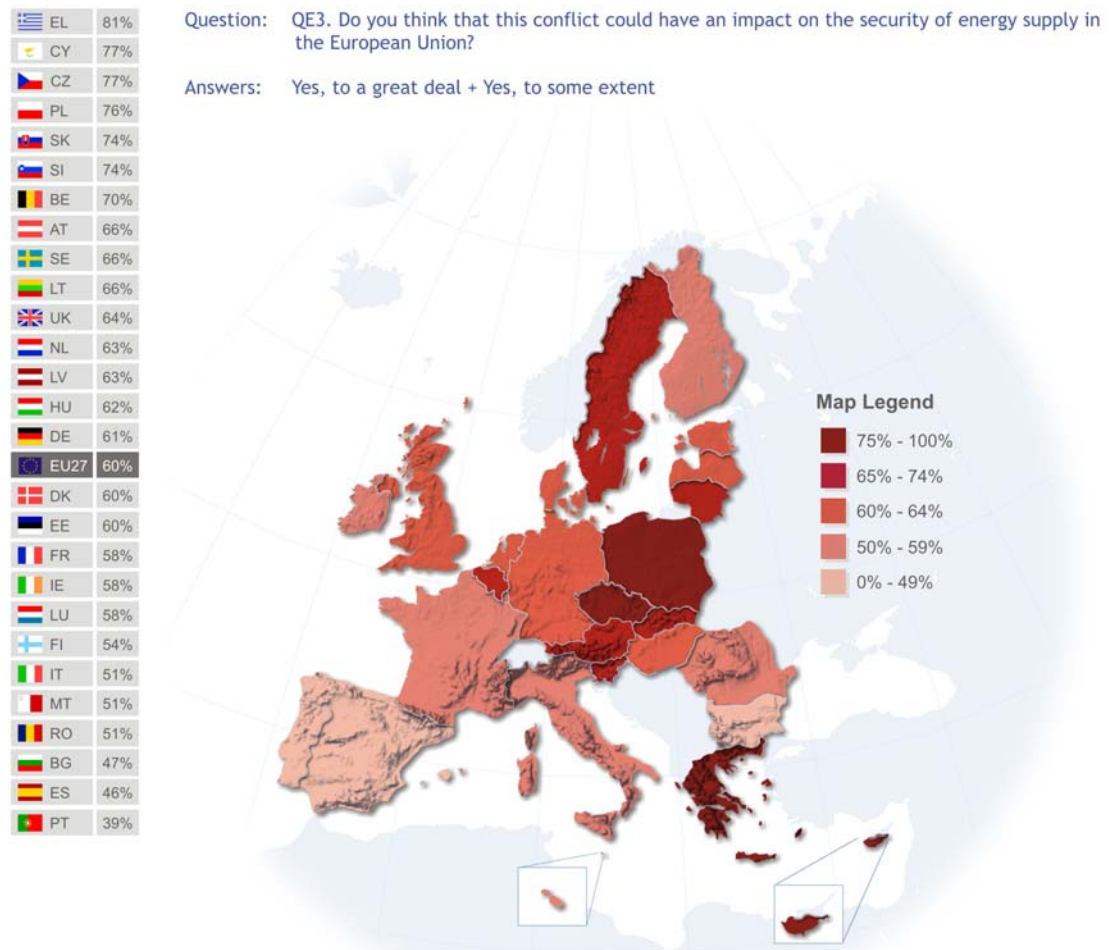 Question: QE3. Do you think that this conflict could have an impact on the security of energy supply in
the European Union?
Answers: Yes, to a great deal + Yes, to some extent
EL 81%
CY 77%
CZ 77%
PL 76%
SK 74%
SI 74%
BE 70%
AT 66%
SE 66%
LT 66%
UK 64%
NL 63%
LV 63%
HU 62%
DE 61%
EU27 60%
DK 60%
EE 60%
FR 58%
IE 58%
LU 58%
FI 54%
IT 51%
MT 51%
RO 51%
BG 47%
ES 46%
PT 39%
Map Legend
75% - 100%
65% - 74%
60% - 64%
50% - 59%
0% - 49%